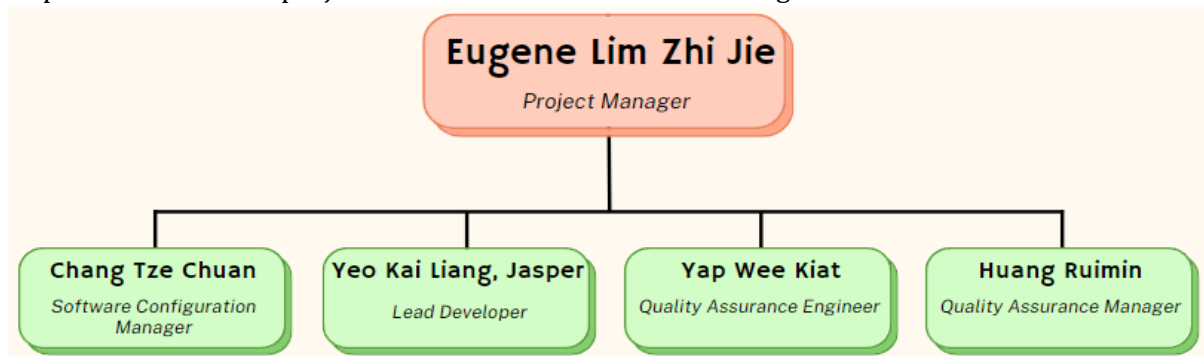 Eugene Lim Zhi Jie
Project Manager
Chang Tze Chuan
Software Configuration
Manager
Yeo Kai Liang, Jasper
Lead Developer
Yap Wee Kiat
Quality Assurance Engineer
Huang Ruimin
Quality Assurance Manager